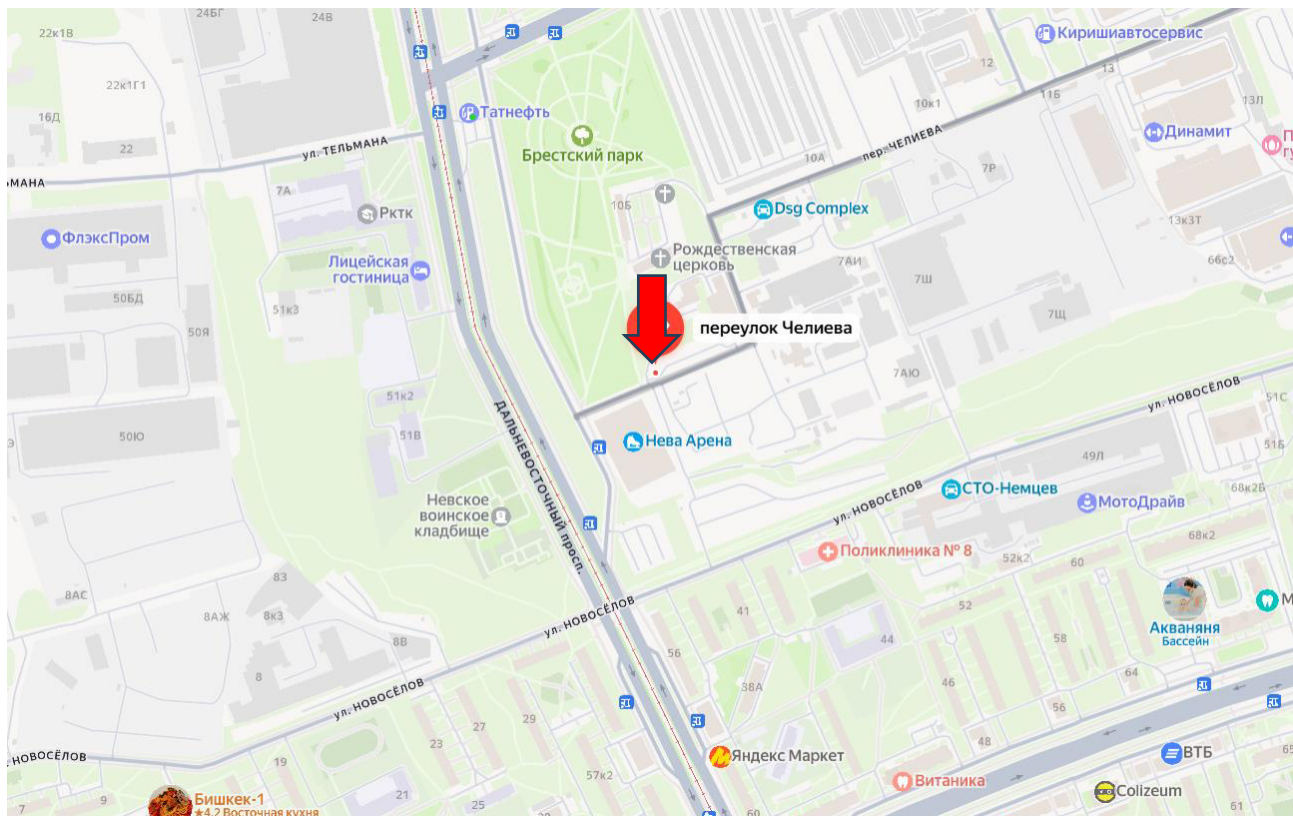 24БГ
24В
22к1В
Киришиавтосервис
12
13
22к1Г1
11Б
13Л
10к1
16Д
Татнефть
Динамит
22
ул. ТЕЛЬМАНА
Брестский парк
10А
пер. ЧЕЛИЕВА
ЬМАНА
7А
7Р
Рктк
10Б
Dsg Complex
13к3Т
ФлэксПром
Рождественская
церковь
Лицейская
гостиница
7АИ
66с2
7Ш
50БД
51к3
7Щ
50Я
переулок Челиева
7АЮ
ул. НОВОСЁЛОВ
51С
51к2
ДАЛЬНЕВОСТОЧНЫЙ просп.
50Ю
51В
Нева Арена
51Б
49Л
Невское
воинское
кладбище
ул. НОВОСЁЛОВ
СТО-Немцев
68к2Б
МотоДрайв
68к2
Поликлиника № 8
52к2
60
83
8АС
8АЖ
8к3
41
52
Акваняня
Бассейн
8В
ул. НОВОСЁЛОВ
44
58
56
8
38А
46
64
ул. НОВОСЁЛОВ
56
27
29
23
48
НОВОСЁЛОВ
19
Яндекс Маркет
ВТБ
65
57к2
Витаника
Colizeum
7
9
Бишкек-1
★4,2 Восточная кухня
21
25
60
61